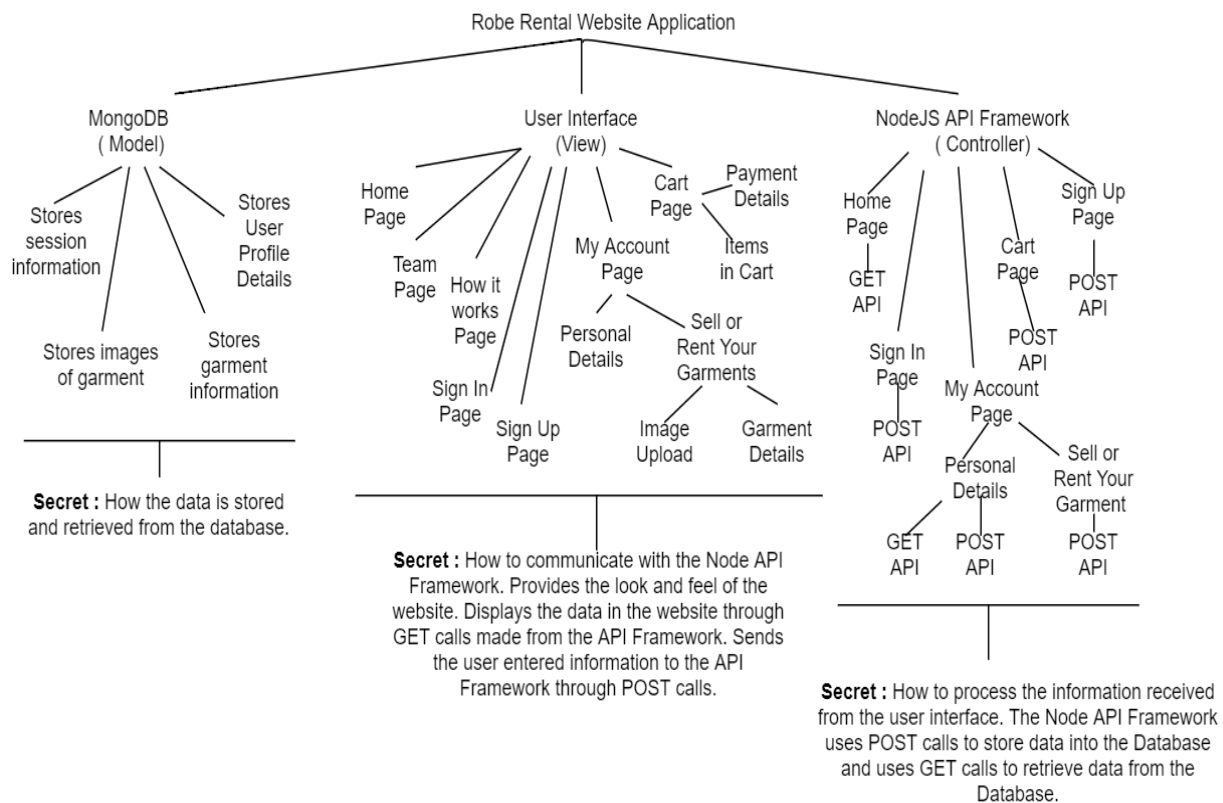 Robe Rental Website Application
MongoDB
( Model)
Stores
session
information
Stores images
of garment
Stores
garment
information
Stores
User
Profile
Details
Secret : How the data is stored
and retrieved from the database.
User Interface
(View)
Home
Page
Team
Page
How it
works
Page
Sign In
Page
Sign Up
Page
My Account
Page
Personal
Details
Sell or
Rent Your
Garments
Image
Upload
Garment
Details
Cart
Page
Payment
Details
Items
in Cart
Secret : How to communicate with the Node API
Framework. Provides the look and feel of the
website. Displays the data in the website through
GET calls made from the API Framework. Sends
the user entered information to the API
Framework through POST calls.
NodeJS API Framework
( Controller)
Home
Page
GET
API
Sign In
Page
POST
API
My Account
Page
Personal
Details
GET
API
POST
API
Sell or
Rent Your
Garment
POST
API
Cart
Page
POST
API
Sign Up
Page
POST
API
Secret : How to process the information received
from the user interface. The Node API Framework
uses POST calls to store data into the Database
and uses GET calls to retrieve data from the
Database.